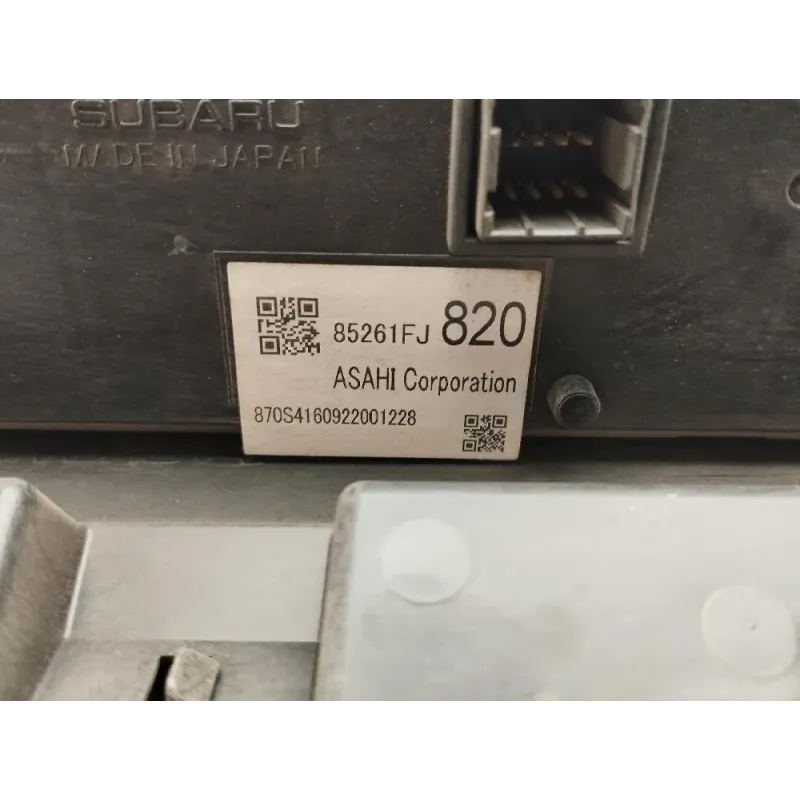 SUBARU
MADE IN JAPAN
85261FJ 820
ASAHI Corporation
870S4160922001228